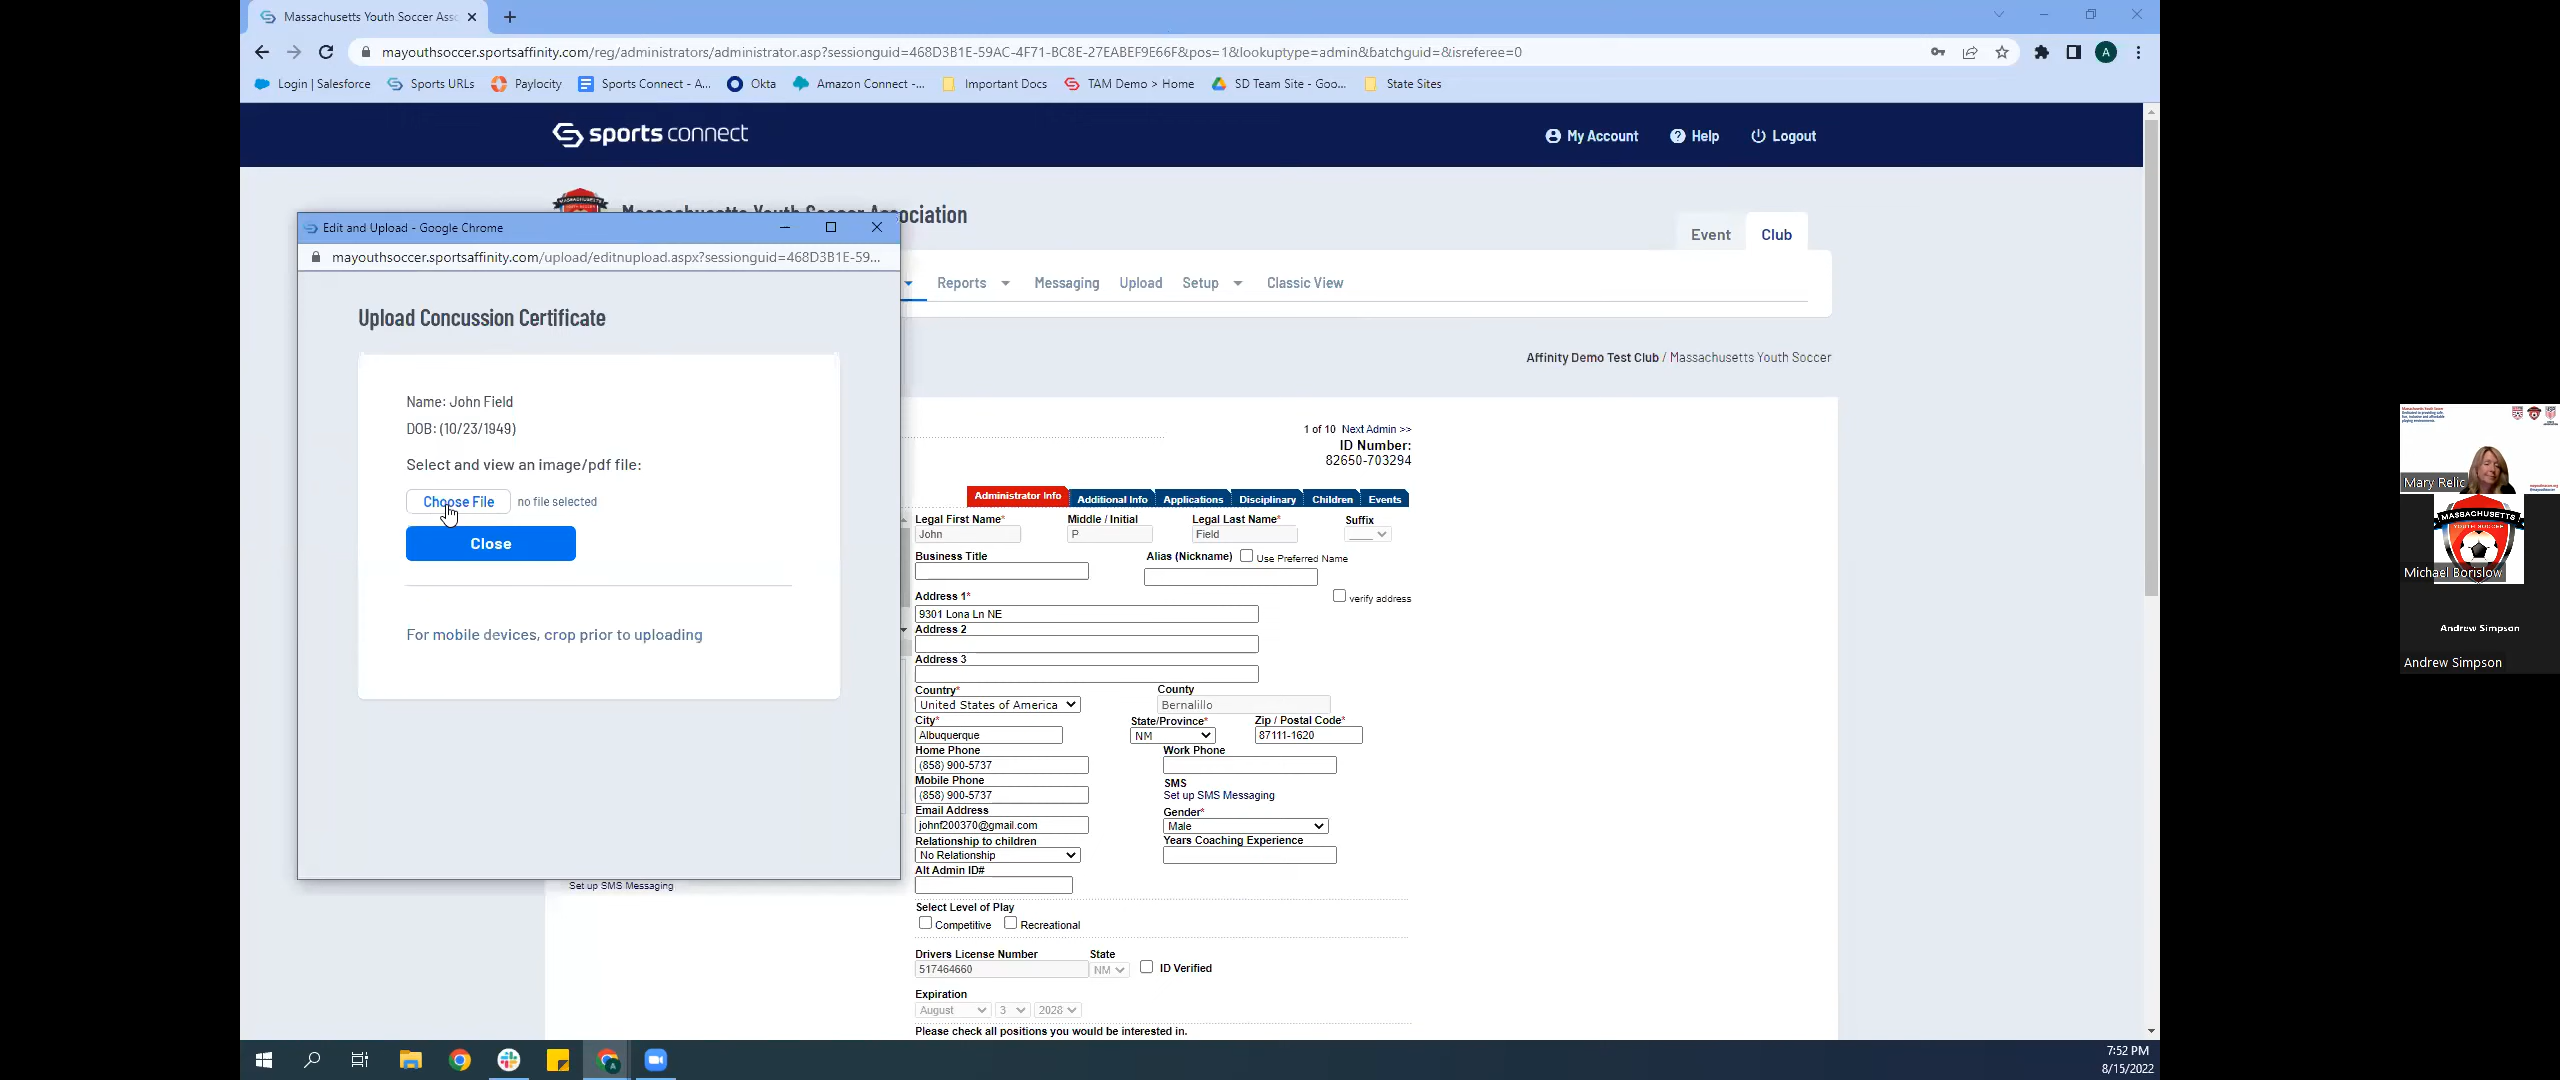 Massachusetts Youth Soccer Asso
mayouthsoccer.sportsaffinity.com/reg/administrators/administrator.asp?sessionguid=468D3B1E-59AC-4F71-BC8E-27EABEF9E66F&pos=1&lookuptype=admin&batchguid=&isreferee=0
A
Login | Salesforce
Sports URLs
Paylocity
Sports Connect - A...
Okta
Amazon Connect -...
Important Docs
TAM Demo > Home
SD Team Site - Goo...
State Sites
sports connect
My Account
Help
Logout
Massachusetts Youth Soccer Association
Event
Club
Edit and Upload - Google Chrome
mayouthsoccer.sportsaffinity.com/upload/editnupload.aspx?sessionguid=468D3B1E-59...
Reports
Messaging
Upload
Setup
Classic View
Upload Concussion Certificate
Affinity Demo Test Club / Massachusetts Youth Soccer
Name: John Field
DOB: (10/23/1949)
Select and view an image/pdf file:
Choose File
no file selected
Close
For mobile devices, crop prior to uploading
1 of 10 Next Admin >>
ID Number:
82650-703294
Administrator Info
Additional Info
Applications
Disciplinary
Children
Events
Legal First Name*
Middle / Initial
Legal Last Name*
Suffix
John
P
Field
Business Title
Alias (Nickname)
Use Preferred Name
Address 1*
verify address
9301 Lona Ln NE
Address 2
Address 3
Country*
County
United States of America
Bernalillo
City*
State/Province*
Zip / Postal Code*
Albuquerque
NM
87111-1620
Home Phone
Work Phone
(858) 900-5737
Mobile Phone
SMS
(858) 900-5737
Set up SMS Messaging
Email Address
Gender*
johnf200370@gmail.com
Male
Relationship to children
Years Coaching Experience
No Relationship
Alt Admin ID#
Set up SMS Messaging
Select Level of Play
Competitive
Recreational
Drivers License Number
State
517464660
NM
ID Verified
Expiration
August
3
2028
Please check all positions you would be interested in.
Mary Relic
MASSACHUSETTS
YOUTH SOCCER
Michael Borislow
Andrew Simpson
Andrew Simpson
7:52 PM
8/15/2022